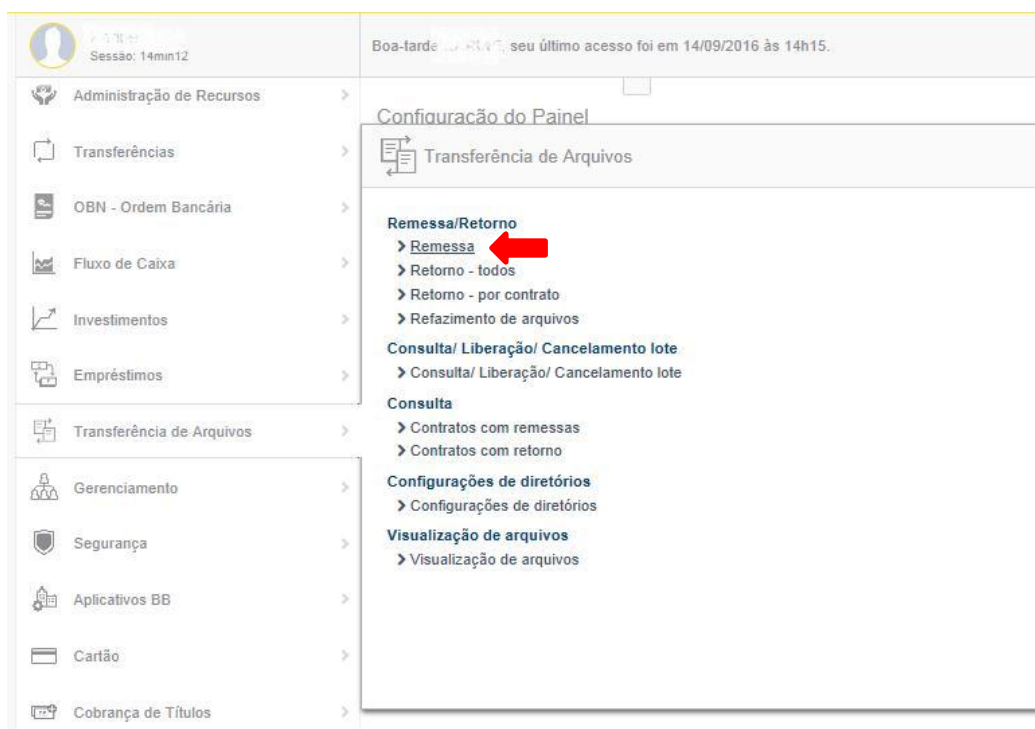 Sessão: 14min12
Boa-tarde, seu último acesso foi em 14/09/2016 às 14h15.
Administração de Recursos
Transferências
OBN - Ordem Bancária
Fluxo de Caixa
Investimentos
Empréstimos
Transferência de Arquivos
Gerenciamento
Segurança
Aplicativos BB
Cartão
Cobrança de Títulos
Configuração do Painel
Transferência de Arquivos
Remessa/Retorno
Remessa
Retorno - todos
Retorno - por contrato
Refazimento de arquivos
Consulta/ Liberação/ Cancelamento lote
Consulta/ Liberação/ Cancelamento lote
Consulta
Contratos com remessas
Contratos com retorno
Configurações de diretórios
Configurações de diretórios
Visualização de arquivos
Visualização de arquivos